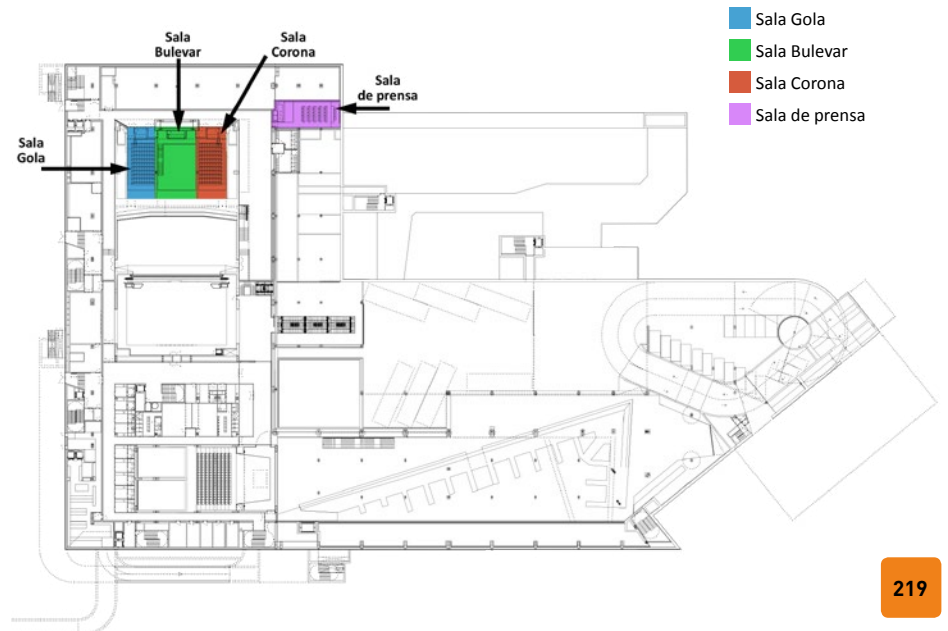 Sala Gola
Sala Bulevar
Sala Corona
Sala de prensa
Sala
Bulevar
Sala
Corona
Sala
de prensa
Sala
Gola
219